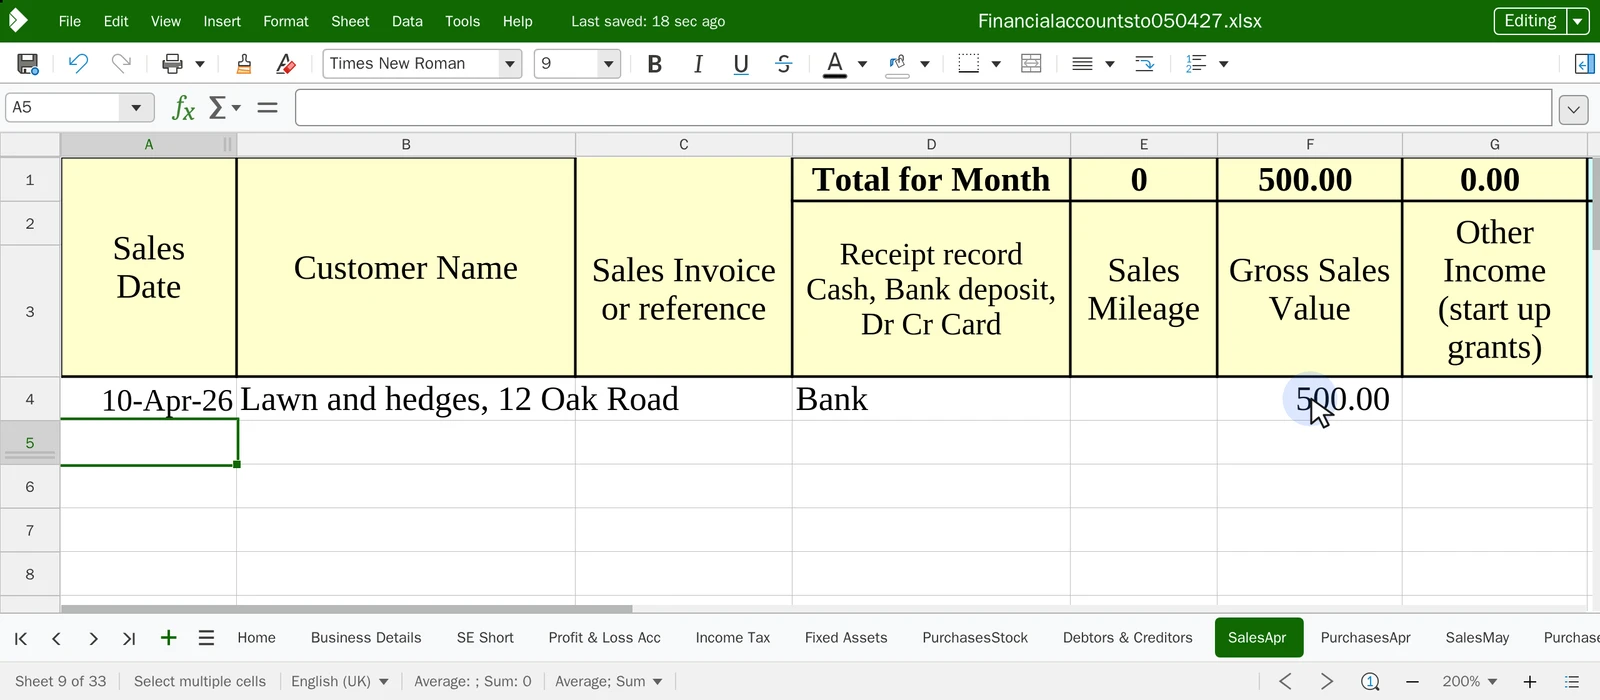 File Edit View Insert Format Sheet Data Tools Help Last saved: 18 sec ago Financialaccountsto050427.xlsx Editing
Times New Roman 9 B I U S A
A5 fx Σ =
A B C D E F G
1 Total for Month 0 500.00 0.00
2
3
Sales
Date
Customer Name
Sales Invoice
or reference
Receipt record
Cash, Bank deposit,
Dr Cr Card
Sales
Mileage
Gross Sales
Value
Other
Income
(start up
grants)
4 10-Apr-26 Lawn and hedges, 12 Oak Road Bank 500.00
5
6
7
8
Home Business Details SE Short Profit & Loss Acc Income Tax Fixed Assets PurchasesStock Debtors & Creditors SalesApr PurchasesApr SalesMay Purchase
Sheet 9 of 33 Select multiple cells English (UK) Average: ; Sum: 0 Average; Sum 1 200%